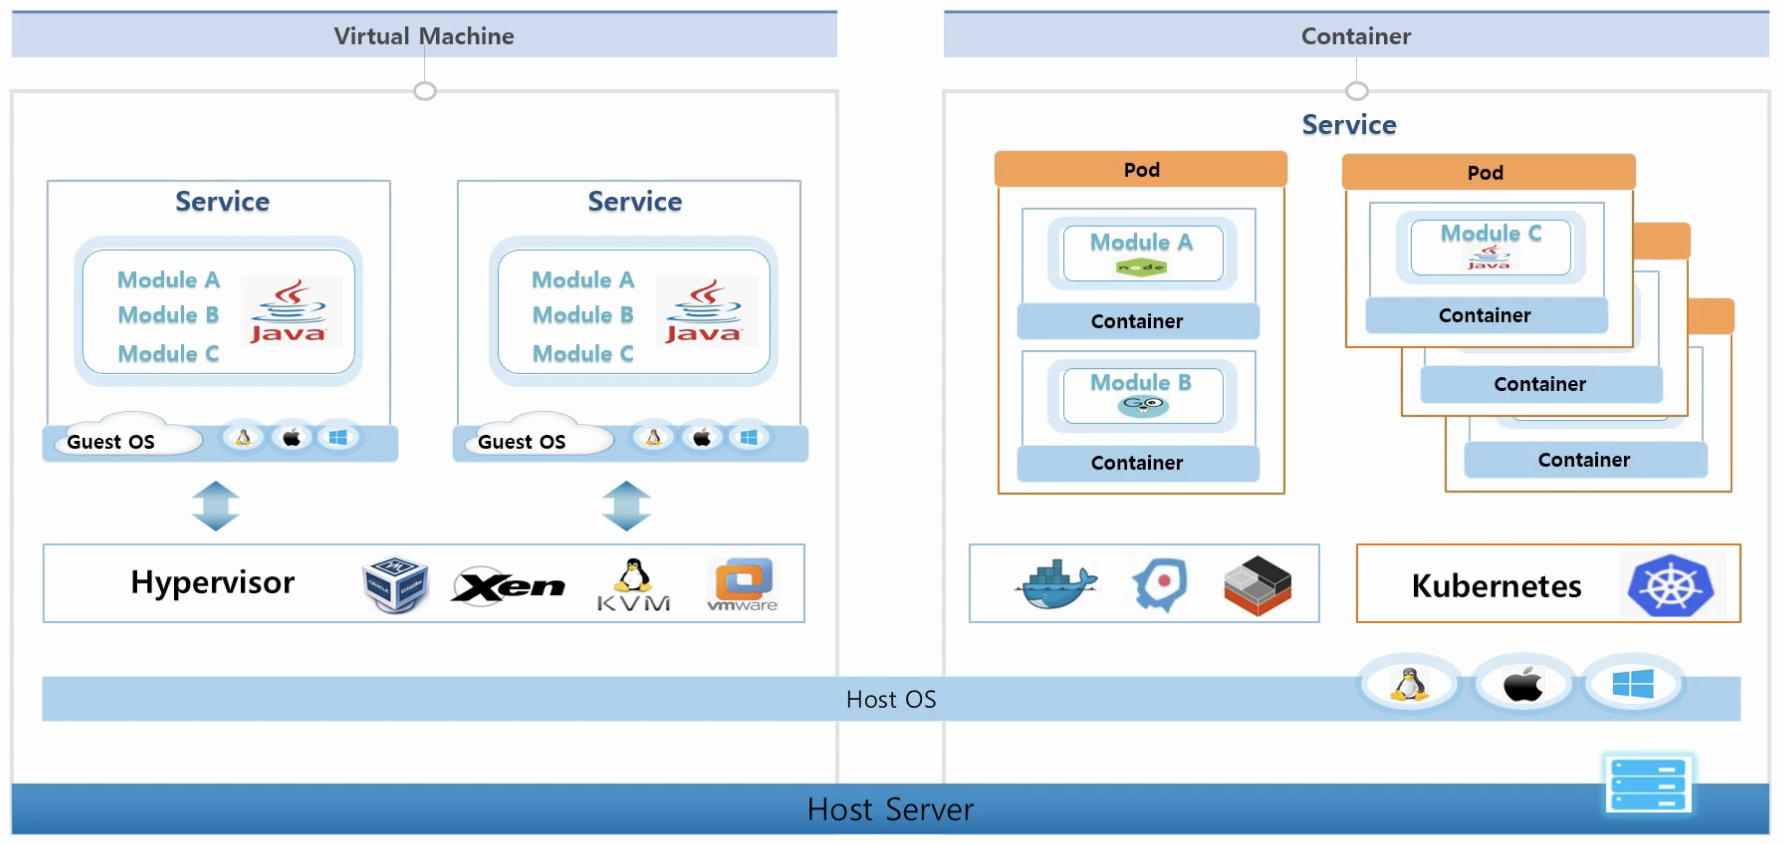 Virtual Machine
Container
Service
Module A
Module B
Module C
Java
Guest OS
Service
Module A
Module B
Module C
Java
Guest OS
Hypervisor
Xen
KVM
vmware
Service
Pod
Module A
node
Container
Module B
GO
Container
Pod
Module C
Java
Container
Container
Container
Kubernetes
Host OS
Host Server